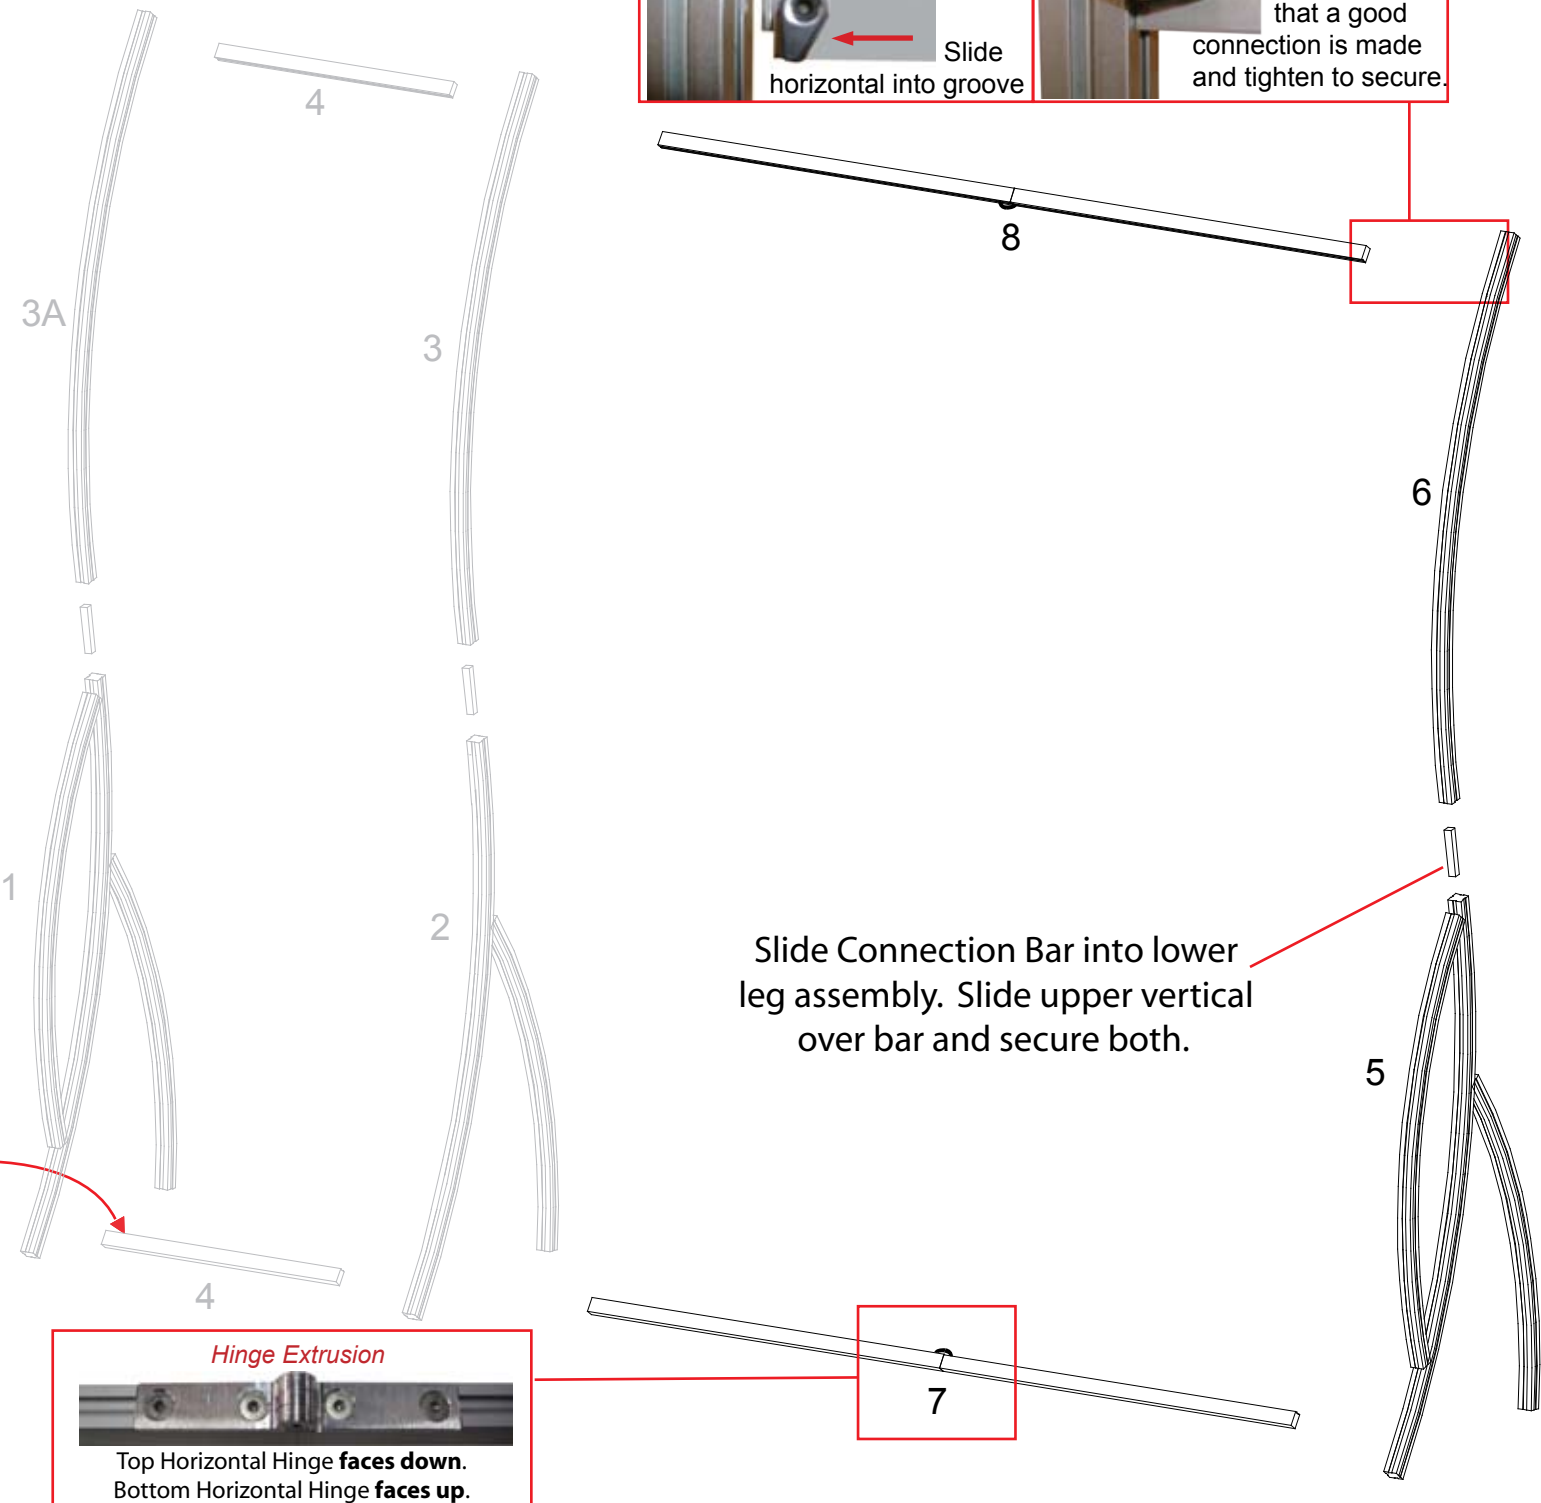 Slide
horizontal into groove
that a good
connection is made
and tighten to secure.
4
8
3A
3
6
1
2
Slide Connection Bar into lower
leg assembly.  Slide upper vertical
over bar and secure both.
5
4
7
Hinge Extrusion
Top Horizontal Hinge faces down.
Bottom Horizontal Hinge faces up.